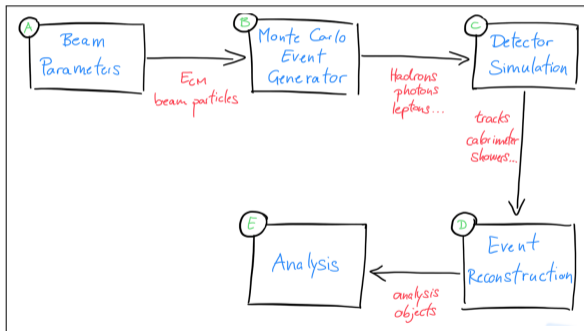 A
Beam
Parameters
E_CM
beam particles
B
Monte Carlo
Event
Generator
Hadrons
photons
leptons...
C
Detector
Simulation
tracks
calorimeter
showers...
D
Event
Reconstruction
analysis
objects
E
Analysis